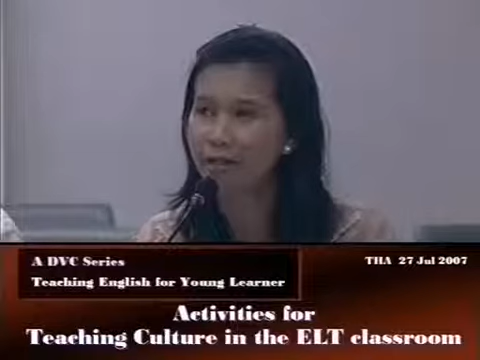 A DVC Series
THA 27 Jul 2007
Teaching English for Young Learner
Activities for
Teaching Culture in the ELT classroom